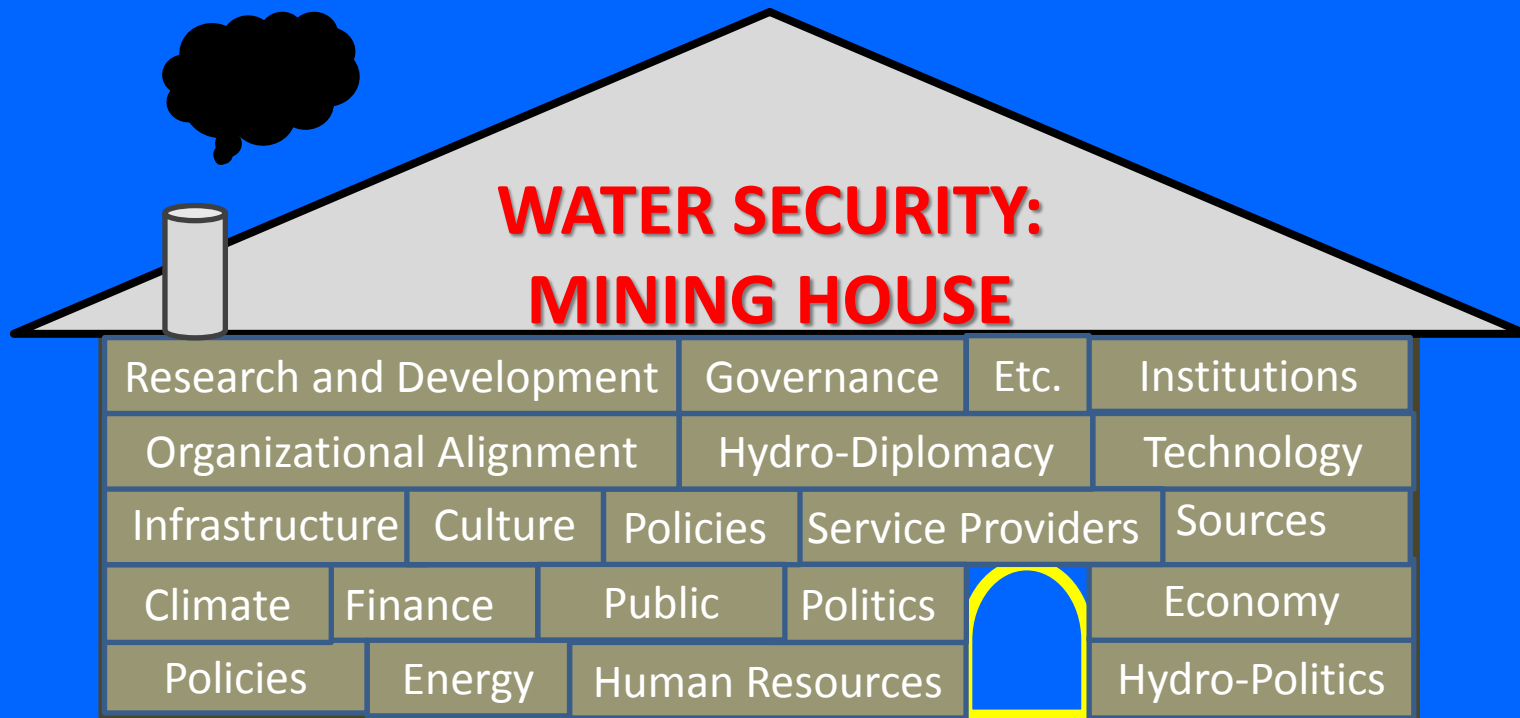 WATER SECURITY:
MINING HOUSE
Research and Development Governance Etc. Institutions
Organizational Alignment Hydro-Diplomacy Technology
Infrastructure Culture Policies Service Providers Sources
Climate Finance Public Politics Economy
Policies Energy Human Resources Hydro-Politics